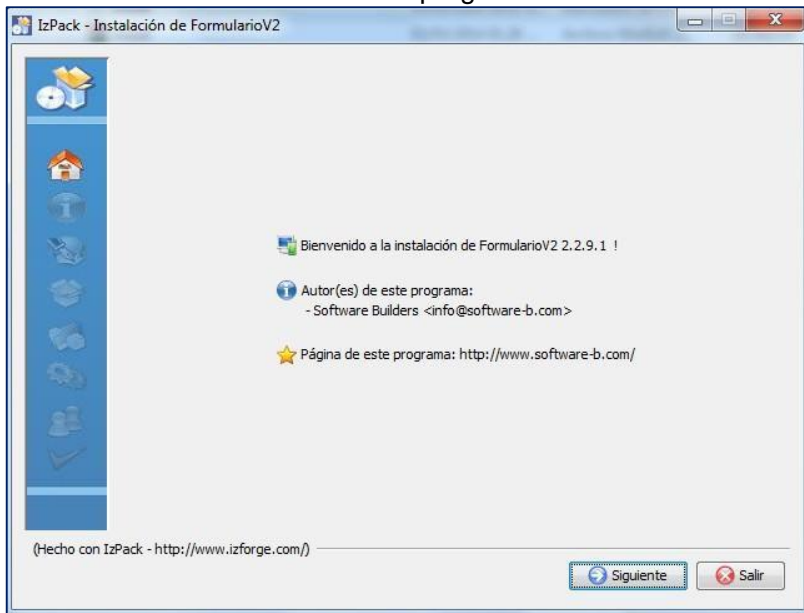 IzPack - Instalación de FormularioV2
Bienvenido a la instalación de FormularioV2 2.2.9.1 !
Autor(es) de este programa:
- Software Builders <info@software-b.com>
Página de este programa: http://www.software-b.com/
(Hecho con IzPack - http://www.izforge.com/)
Siguiente
Salir